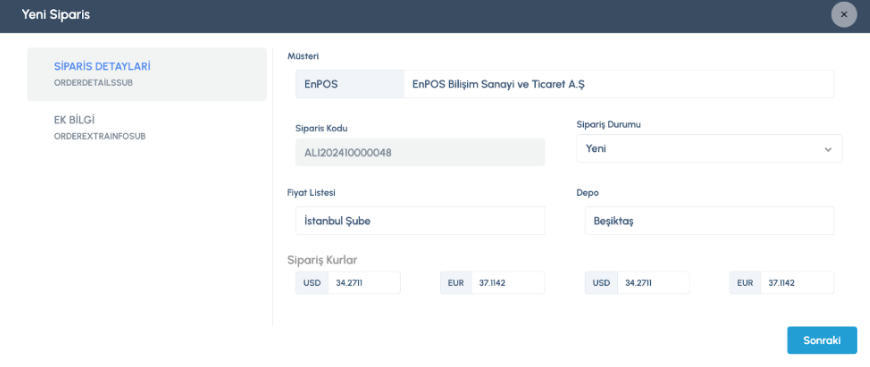 Yeni Siparis
×
SİPARİS DETAYLARİ
ORDERDETAİLSSUB
EK BİLGİ
ORDEREXTRAINFOSUB
Müsteri
EnPOS EnPOS Bilişim Sanayi ve Ticaret A.Ş
Siparis Kodu
ALI202410000048
Sipariş Durumu
Yeni
Fiyat Listesi
İstanbul Şube
Depo
Beşiktaş
Sipariş Kurlar
USD 34.2711 EUR 37.1142 USD 34.2711 EUR 37.1142
Sonraki